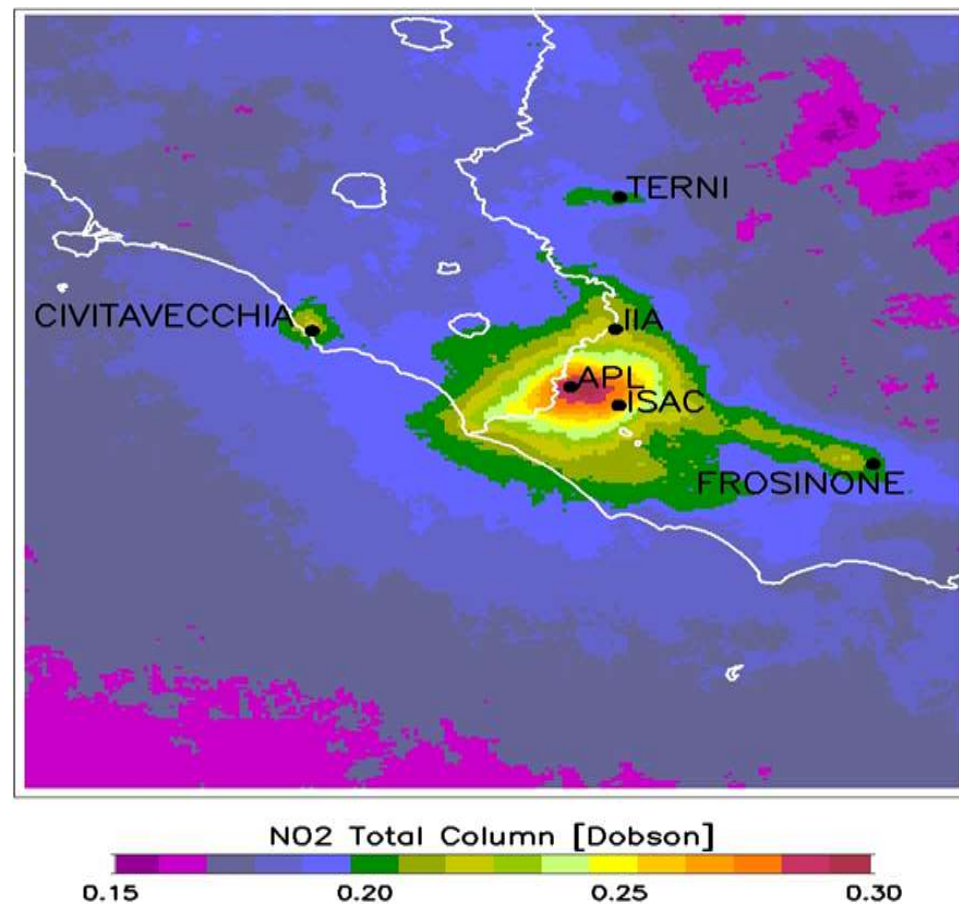 TERNI
CIVITAVECCHIA
IIA
APL
ISAC
FROSINONE
NO2 Total Column [Dobson]
0.15 0.20 0.25 0.30